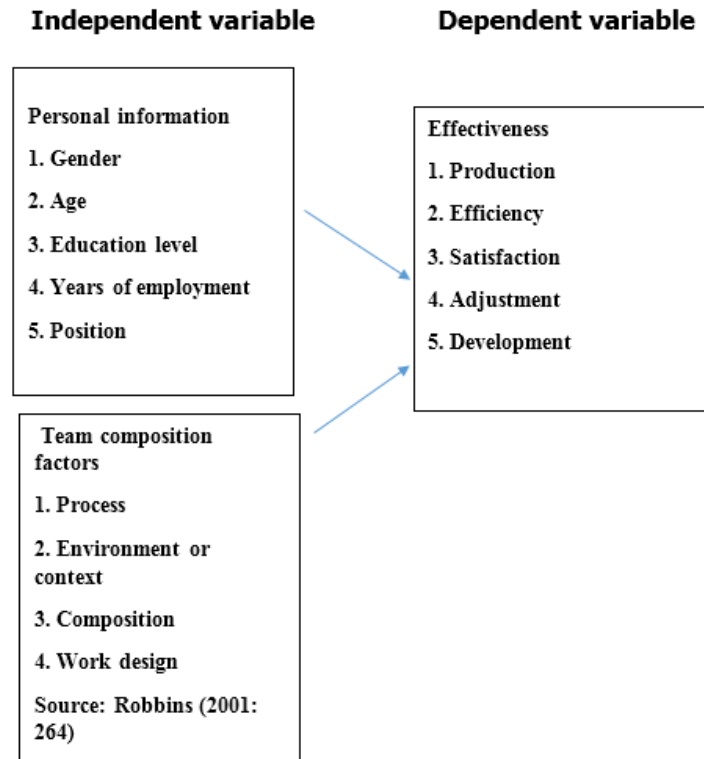 Independent variable
Dependent variable
Personal information
1. Gender
2. Age
3. Education level
4. Years of employment
5. Position
Effectiveness
1. Production
2. Efficiency
3. Satisfaction
4. Adjustment
5. Development
Team composition
factors
1. Process
2. Environment or
context
3. Composition
4. Work design
Source: Robbins (2001:
264)